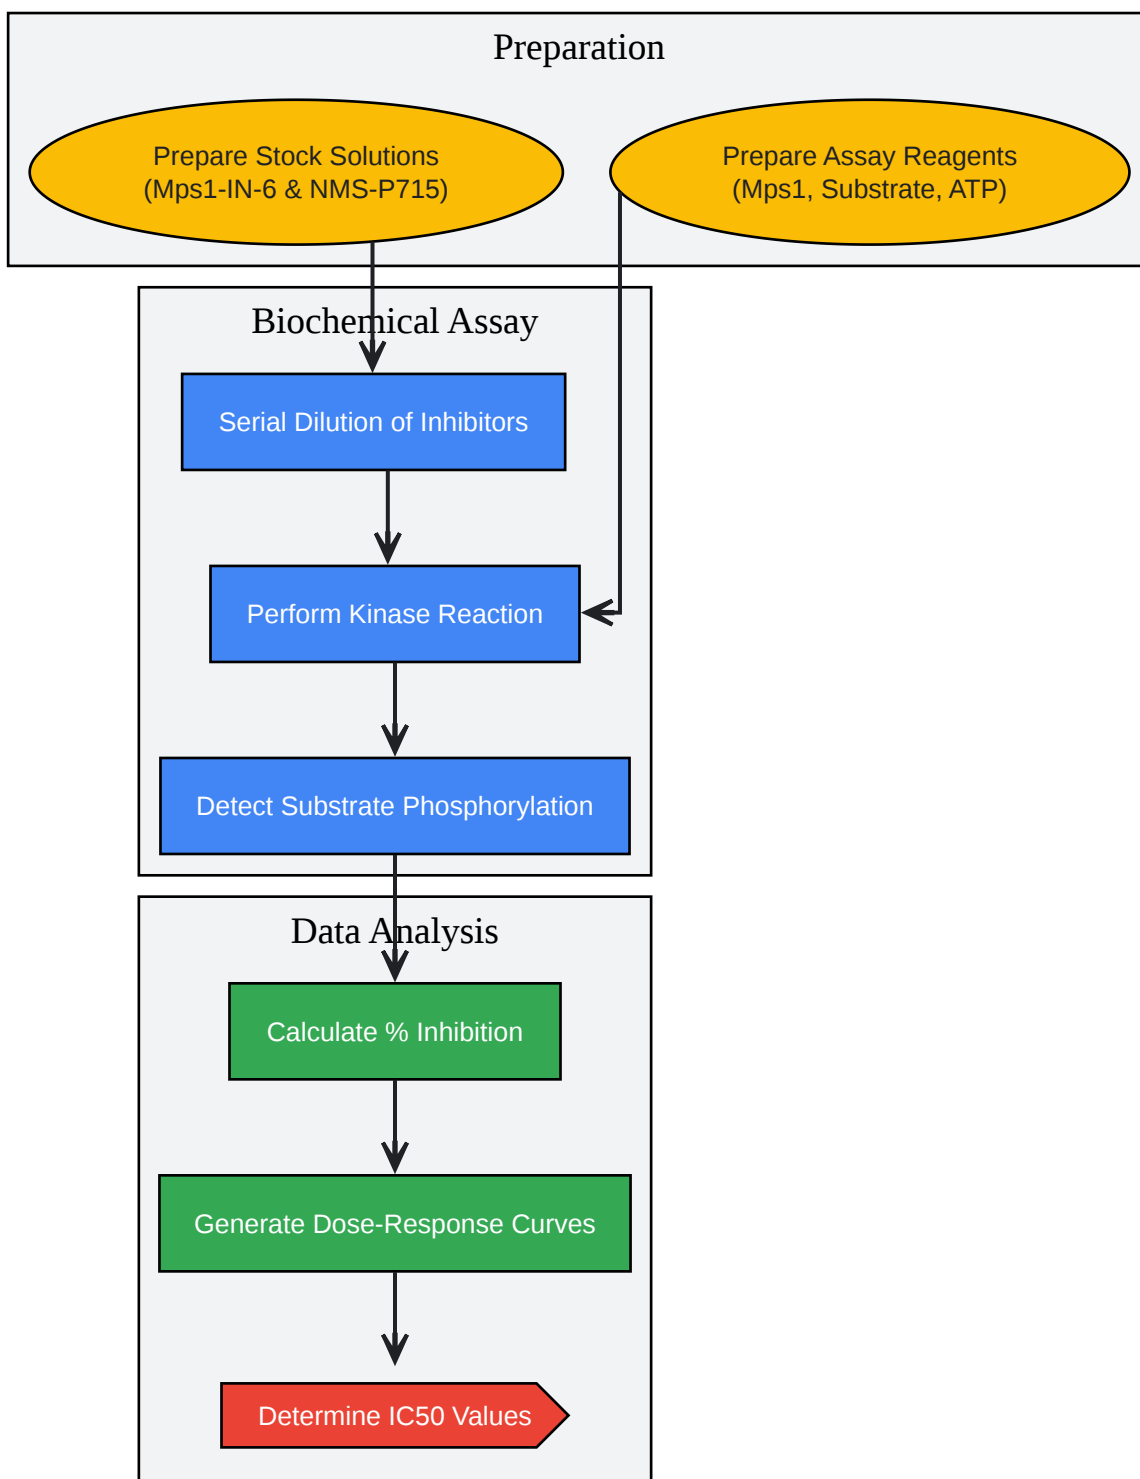 Preparation
Prepare Stock Solutions
(Mps1-IN-6 & NMS-P715)
Prepare Assay Reagents
(Mps1, Substrate, ATP)
Biochemical Assay
Serial Dilution of Inhibitors
Perform Kinase Reaction
Detect Substrate Phosphorylation
Data Analysis
Calculate % Inhibition
Generate Dose-Response Curves
Determine IC50 Values